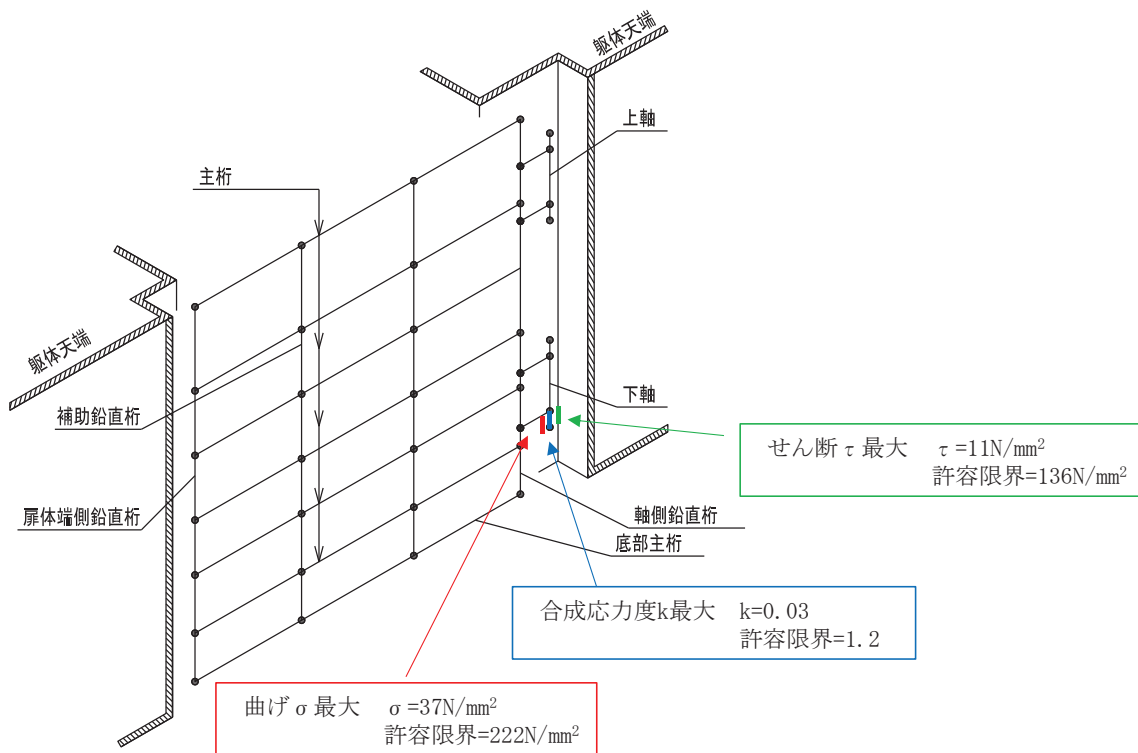 躯体天端
上軸
主桁
躯体天端
下軸
補助鉛直桁
せん断τ最大 τ=11N/mm²
許容限界=136N/mm²
扉体端側鉛直桁
軸側鉛直桁
底部主桁
合成応力度k最大 k=0.03
許容限界=1.2
曲げσ最大 σ=37N/mm²
許容限界=222N/mm²